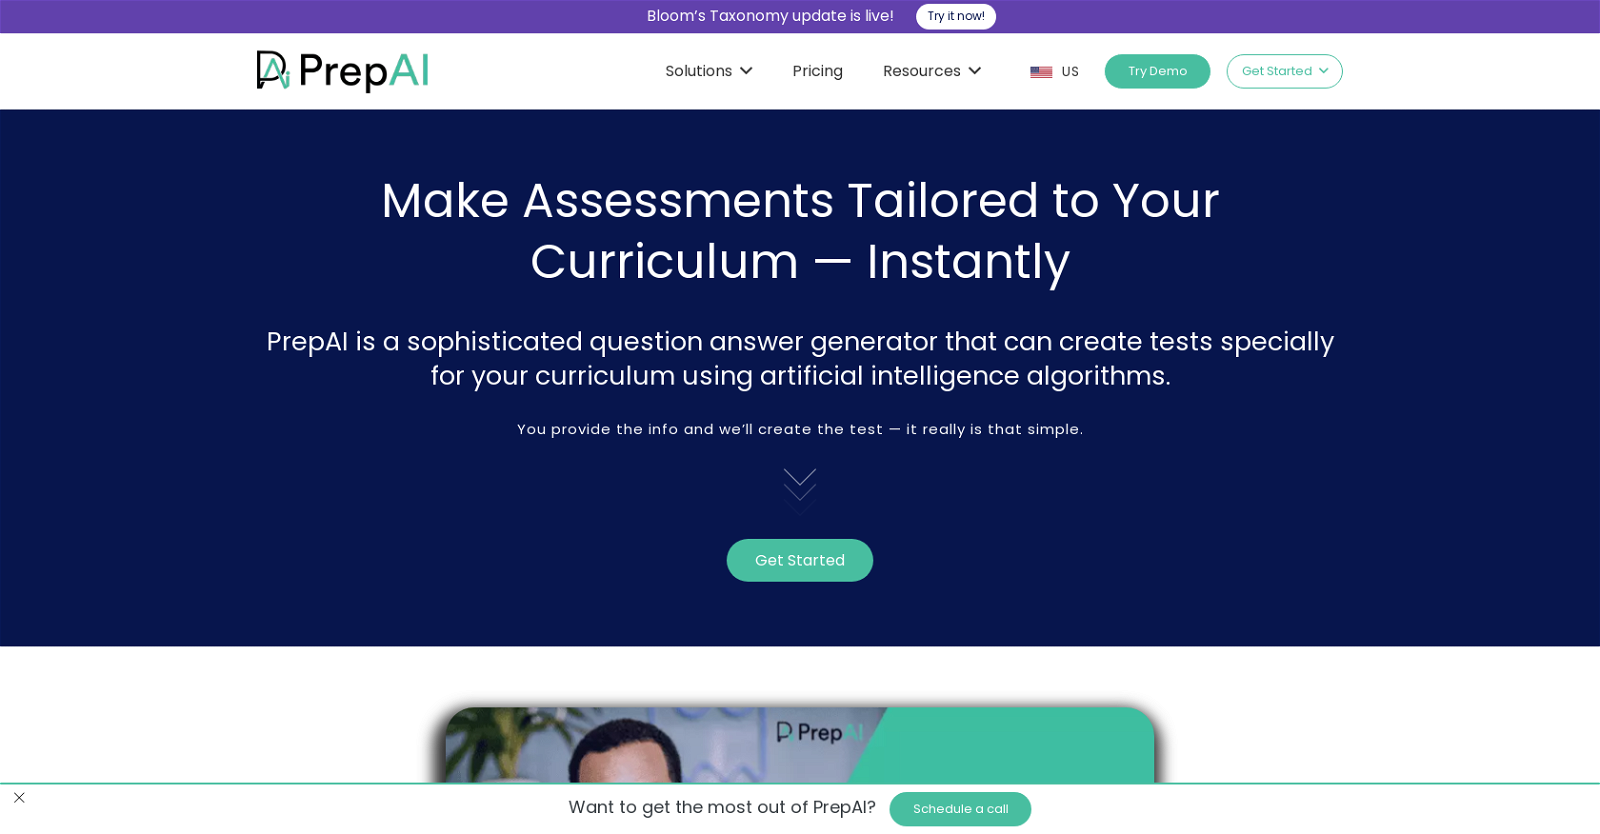 Bloom’s Taxonomy update is live! Try it now!
PrepAI Solutions Pricing Resources US Try Demo Get Started
Make Assessments Tailored to Your
Curriculum — Instantly
PrepAI is a sophisticated question answer generator that can create tests specially
for your curriculum using artificial intelligence algorithms.
You provide the info and we’ll create the test — it really is that simple.
Get Started
PrepAI
Want to get the most out of PrepAI? Schedule a call